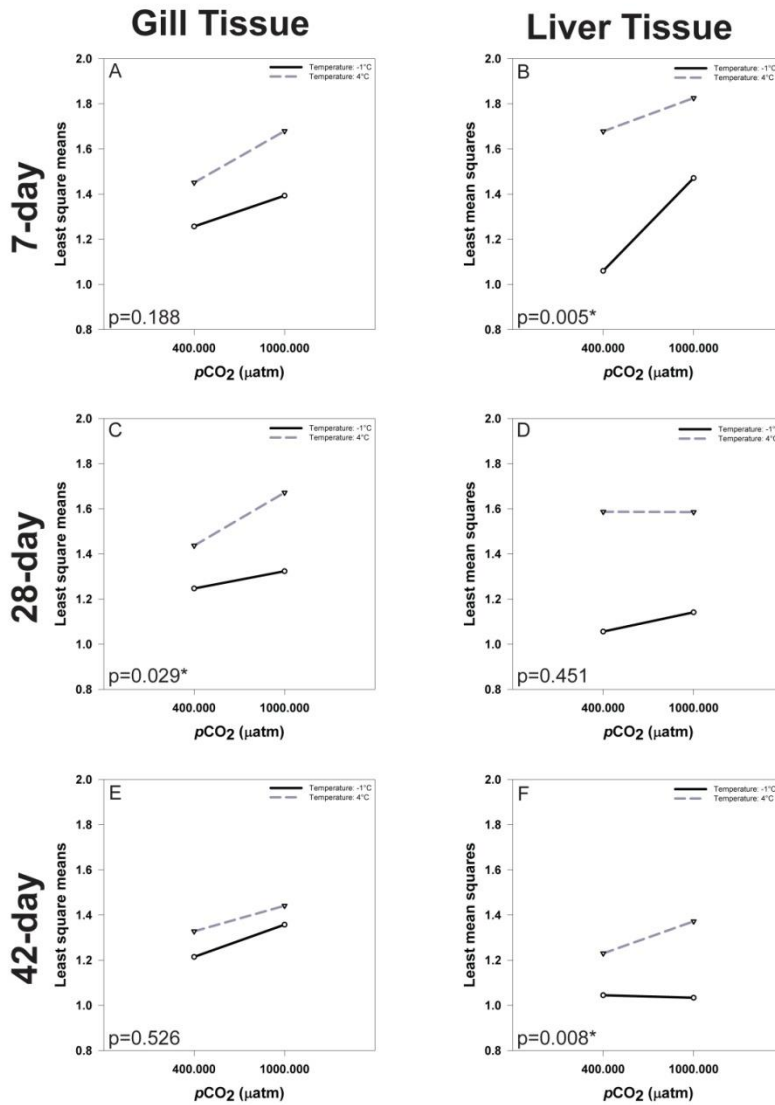 Gill Tissue
Liver Tissue
7-day
A
Temperature: -1°C
Temperature: 4°C
2.0
1.8
1.6
1.4
1.2
1.0
0.8
Least square means
p=0.188
400.000
1000.000
pCO2 (µatm)
B
Temperature: -1°C
Temperature: 4°C
2.0
1.8
1.6
1.4
1.2
1.0
0.8
Least mean squares
p=0.005*
400.000
1000.000
pCO2 (µatm)
28-day
C
Temperature: -1°C
Temperature: 4°C
2.0
1.8
1.6
1.4
1.2
1.0
0.8
Least square means
p=0.029*
400.000
1000.000
pCO2 (µatm)
D
Temperature: -1°C
Temperature: 4°C
2.0
1.8
1.6
1.4
1.2
1.0
0.8
Least mean squares
p=0.451
400.000
1000.000
pCO2 (µatm)
42-day
E
Temperature: -1°C
Temperature: 4°C
2.0
1.8
1.6
1.4
1.2
1.0
0.8
Least square means
p=0.526
400.000
1000.000
pCO2 (µatm)
F
Temperature: -1°C
Temperature: 4°C
2.0
1.8
1.6
1.4
1.2
1.0
0.8
Least mean squares
p=0.008*
400.000
1000.000
pCO2 (µatm)